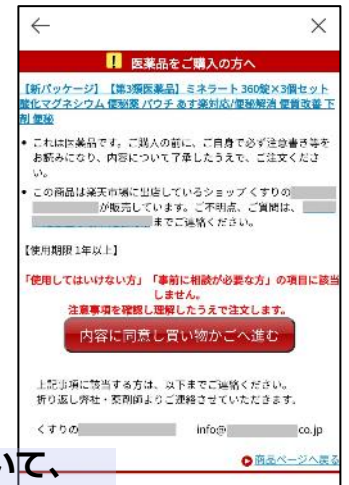 医薬品をご購入の方へ
【新パッケージ】【第3類医薬品】ミネラート 360錠×3個セット
酸化マグネシウム 便秘薬 パウチ あす楽対応/便秘解消 便質改善 下
剤 便秘
• これは医薬品です。ご購入の前に、ご自身で必ず注意書き等を
お読みになり、内容について了承したうえで、ご注文くださ
い。
• この商品は楽天市場に出店しているショップ くすりの
が販売しています。ご不明点、ご質問は、
までご連絡ください。
【使用期限 1年以上】
「使用してはいけない方」「事前に相談が必要な方」の項目に該当
しません。
注意事項を確認し理解したうえで注文します。
内容に同意し買い物かごへ進む
上記事項に該当する方は、以下までご連絡ください。
折り返し弊社・薬剤師よりご連絡させていただきます。
くすりの info@ co.jp
商品ページへ戻る
いて、